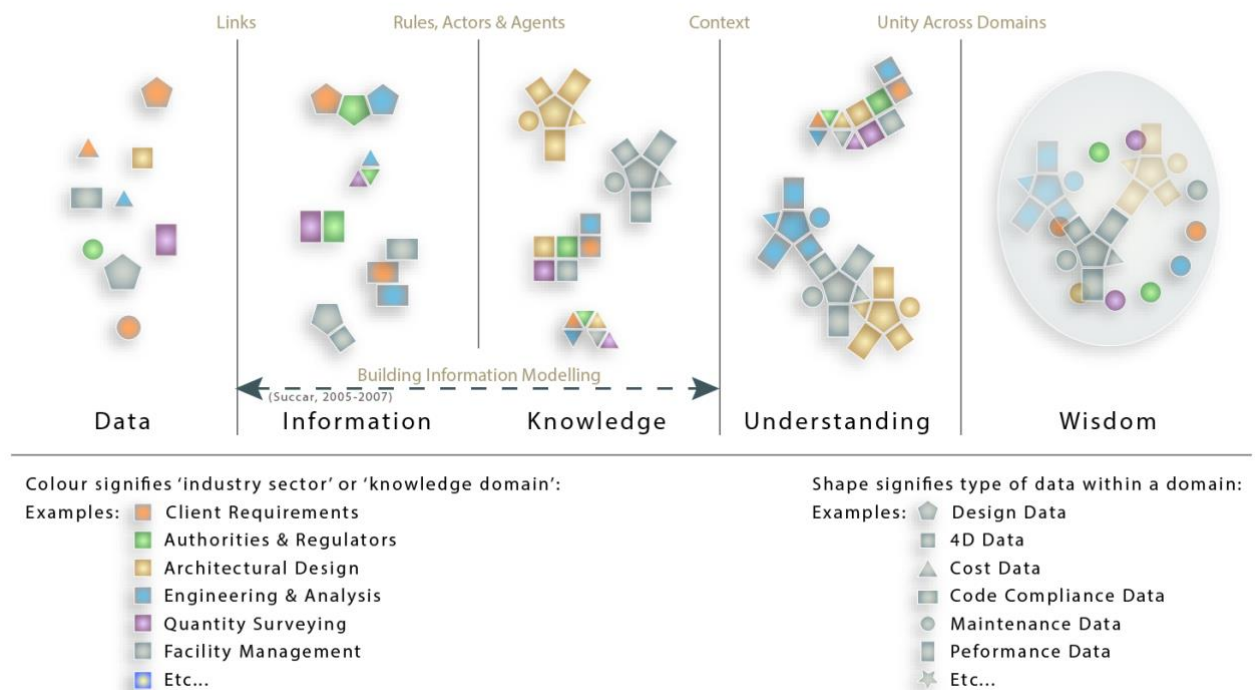 Links
Rules, Actors & Agents
Context
Unity Across Domains
Building Information Modelling
(Succar, 2005-2007)
Data
Information
Knowledge
Understanding
Wisdom
Colour signifies ‘industry sector’ or ‘knowledge domain’:
Examples: Client Requirements
Authorities & Regulators
Architectural Design
Engineering & Analysis
Quantity Surveying
Facility Management
Etc...
Shape signifies type of data within a domain:
Examples: Design Data
4D Data
Cost Data
Code Compliance Data
Maintenance Data
Peformance Data
Etc...